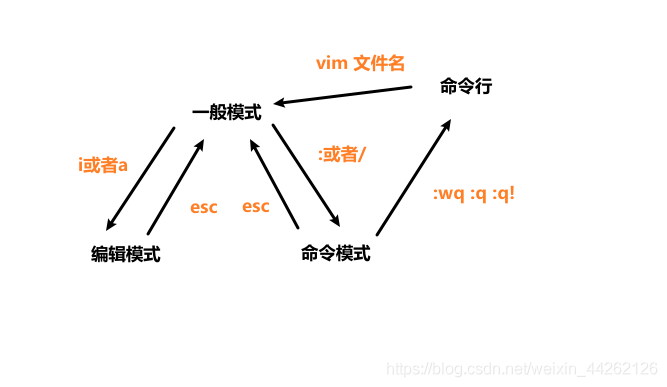 vim 文件名
命令行
一般模式
:或者/
i或者a
:wq :q :q!
esc
esc
编辑模式
命令模式
https://blog.csdn.net/weixin_44262126